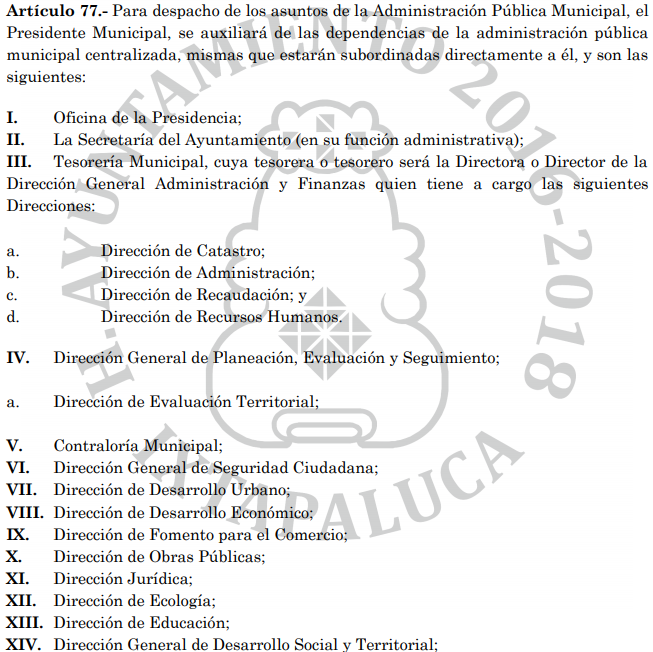 Artículo 77.- Para despacho de los asuntos de la Administración Pública Municipal, el
Presidente Municipal, se auxiliará de las dependencias de la administración pública
municipal centralizada, mismas que estarán subordinadas directamente a él, y son las
siguientes:
I. Oficina de la Presidencia;
II. La Secretaría del Ayuntamiento (en su función administrativa);
III. Tesorería Municipal, cuya tesorera o tesorero será la Directora o Director de la
Dirección General Administración y Finanzas quien tiene a cargo las siguientes
Direcciones:
a. Dirección de Catastro;
b. Dirección de Administración;
c. Dirección de Recaudación; y
d. Dirección de Recursos Humanos.
IV. Dirección General de Planeación, Evaluación y Seguimiento;
a. Dirección de Evaluación Territorial;
V. Contraloría Municipal;
VI. Dirección General de Seguridad Ciudadana;
VII. Dirección de Desarrollo Urbano;
VIII. Dirección de Desarrollo Económico;
IX. Dirección de Fomento para el Comercio;
X. Dirección de Obras Públicas;
XI. Dirección Jurídica;
XII. Dirección de Ecología;
XIII. Dirección de Educación;
XIV. Dirección General de Desarrollo Social y Territorial;
H. AYUNTAMIENTO 2016-2018
IXTAPALUCA